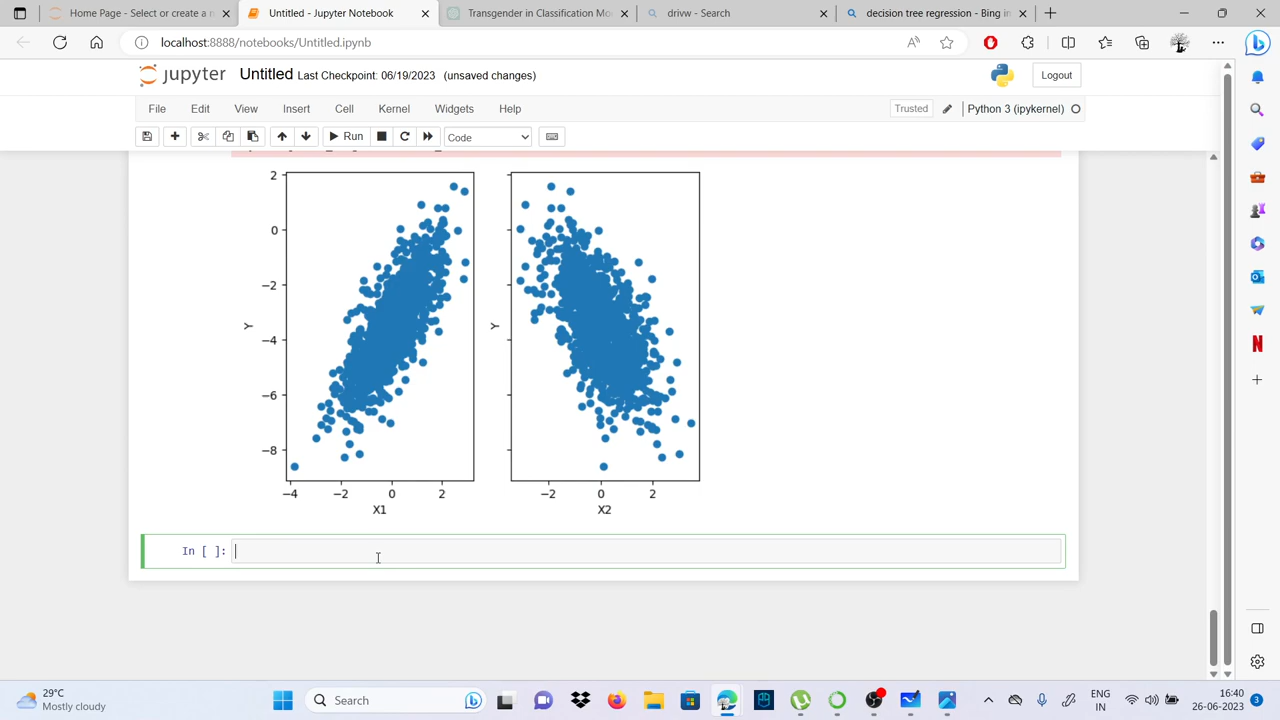 Home Page - Select or create a n
Untitled - Jupyter Notebook
Transgender in Classification Mo
drivw - Search
decision tree regression - Bing in
localhost:8888/notebooks/Untitled.ipynb
jupyter Untitled Last Checkpoint: 06/19/2023 (unsaved changes)
Logout
File Edit View Insert Cell Kernel Widgets Help
Trusted
Python 3 (ipykernel)
Run
Code
2
0
−2
−4
−6
−8
Y
Y
−4 −2 0 2
−2 0 2
X1
X2
In [ ]:
29°C
Mostly cloudy
Search
ENG
IN
16:40
26-06-2023
3